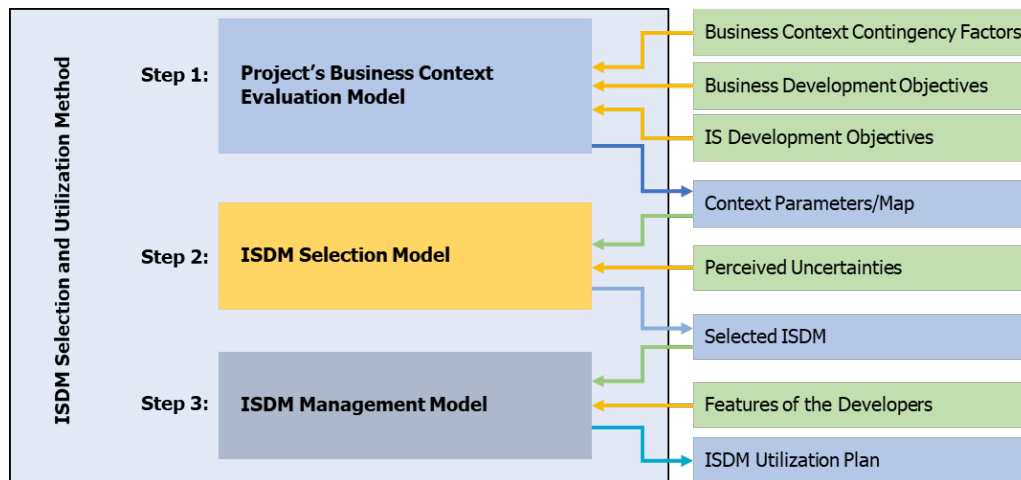 ISDM Selection and Utilization Method
Step 1:
Project's Business Context
Evaluation Model
Business Context Contingency Factors
Business Development Objectives
IS Development Objectives
Context Parameters/Map
Step 2:
ISDM Selection Model
Perceived Uncertainties
Selected ISDM
Step 3:
ISDM Management Model
Features of the Developers
ISDM Utilization Plan